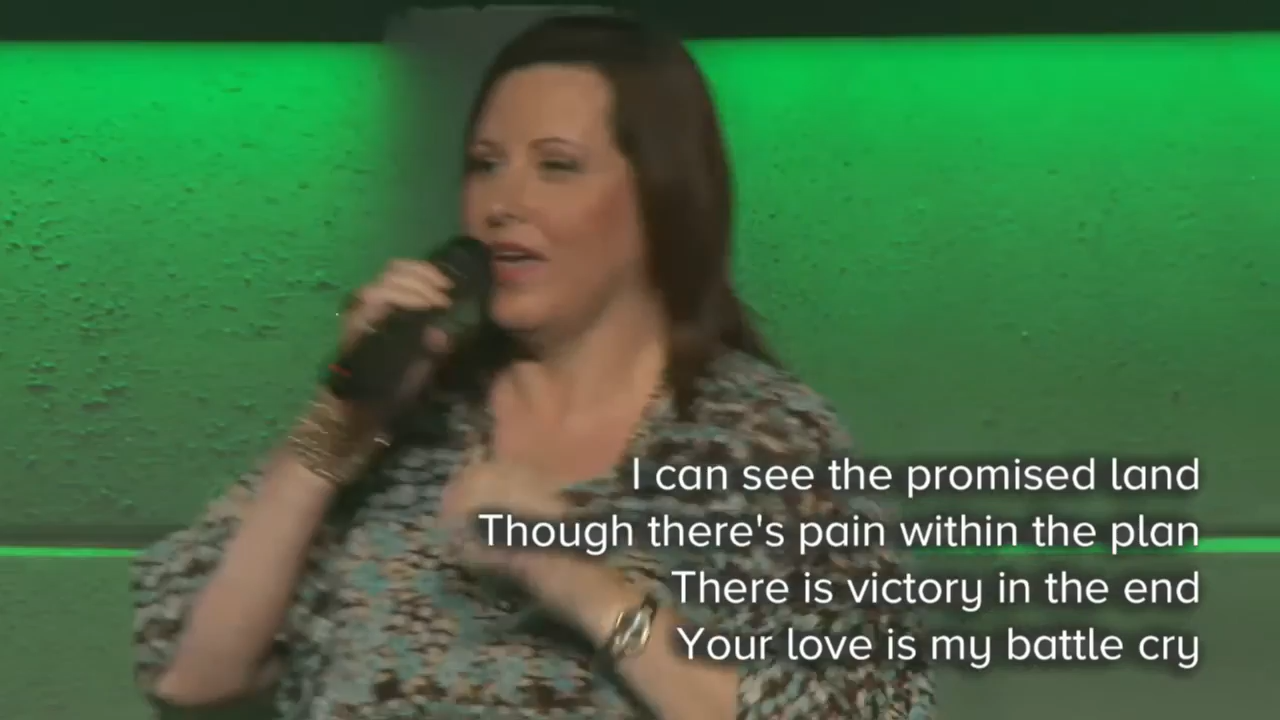 I can see the promised land
Though there's pain within the plan
There is victory in the end
Your love is my battle cry